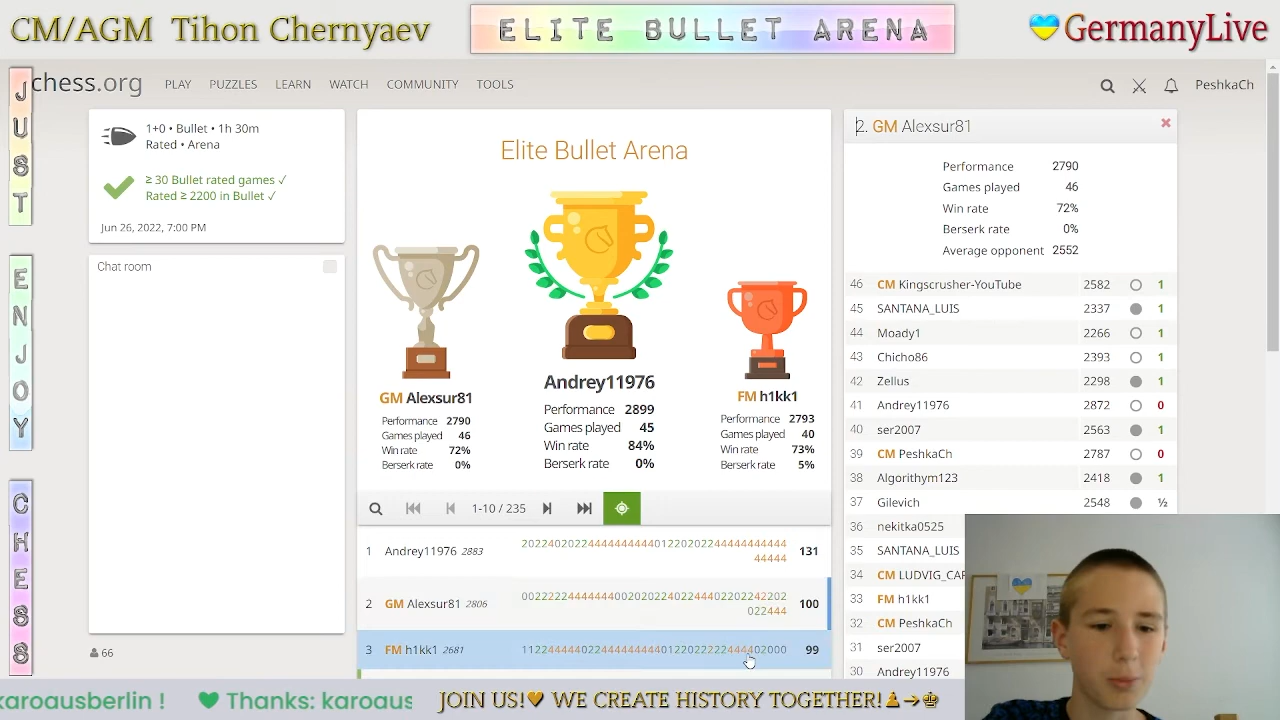 CM/AGM Tihon Chernyaev
ELITE BULLET ARENA
GermanyLive
JUST
ENJOY
CHESS
chess.org
PLAY PUZZLES LEARN WATCH COMMUNITY TOOLS
PeshkaCh
1+0 • Bullet • 1h 30m
Rated • Arena
≥ 30 Bullet rated games ✓
Rated ≥ 2200 in Bullet ✓
Jun 26, 2022, 7:00 PM
Chat room
66
Elite Bullet Arena
GM Alexsur81
Performance 2790
Games played 46
Win rate 72%
Berserk rate 0%
Andrey11976
Performance 2899
Games played 45
Win rate 84%
Berserk rate 0%
FM h1kk1
Performance 2793
Games played 40
Win rate 73%
Berserk rate 5%
1-10 / 235
1 Andrey11976 2883 131
2 GM Alexsur81 2806 100
3 FM h1kk1 2681 99
2. GM Alexsur81
Performance 2790
Games played 46
Win rate 72%
Berserk rate 0%
Average opponent 2552
46 CM Kingscrusher-YouTube 2582 1
45 SANTANA_LUIS 2337 1
44 Moady1 2266 1
43 Chicho86 2393 1
42 Zellus 2298 1
41 Andrey11976 2872 0
40 ser2007 2563 1
39 CM PeshkaCh 2787 0
38 Algorithym123 2418 1
37 Gilevich 2548 ½
36 nekitka0525
35 SANTANA_LUIS
34 CM LUDVIG_CAR
33 FM h1kk1
32 CM PeshkaCh
31 ser2007
30 Andrey11976
karoausberlin ! Thanks: karoaus
JOIN US! WE CREATE HISTORY TOGETHER!